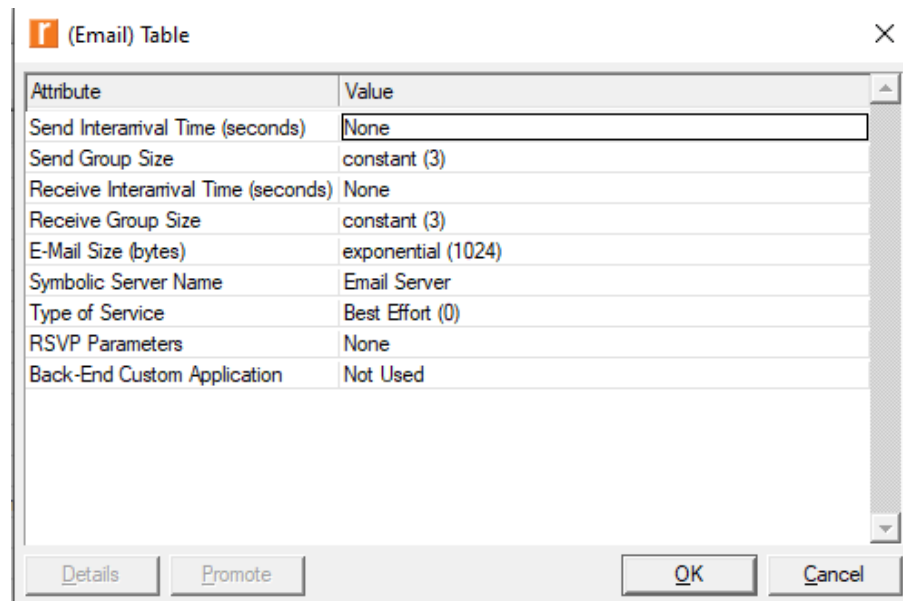 r (Email) Table
Attribute Value
Send Interarrival Time (seconds) None
Send Group Size constant (3)
Receive Interarrival Time (seconds) None
Receive Group Size constant (3)
E-Mail Size (bytes) exponential (1024)
Symbolic Server Name Email Server
Type of Service Best Effort (0)
RSVP Parameters None
Back-End Custom Application Not Used
Details Promote OK Cancel